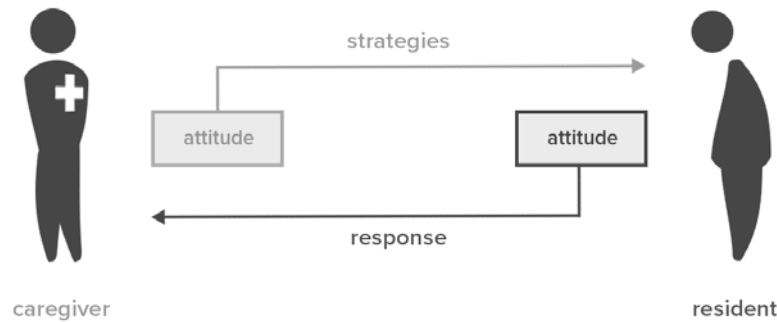 strategies
attitude
attitude
response
caregiver
resident